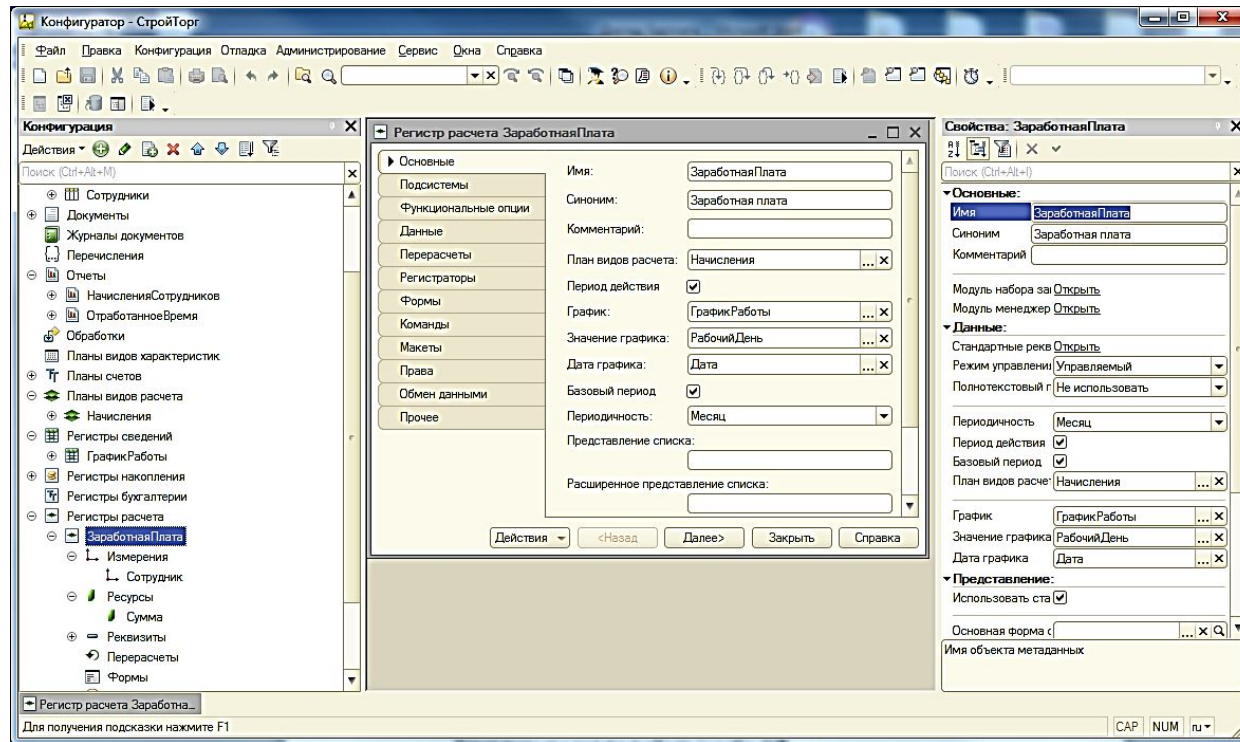 Конфигуратор - СтройТорг
Файл Правка Конфигурация Отладка Администрирование Сервис Окна Справка
Конфигурация
Действия
Поиск (Ctrl+Alt+M)
Сотрудники
Документы
Журналы документов
Перечисления
Отчеты
НачисленияСотрудников
ОтработанноеВремя
Обработки
Планы видов характеристик
Планы счетов
Планы видов расчета
Начисления
Регистры сведений
ГрафикРаботы
Регистры накопления
Регистры бухгалтерии
Регистры расчета
ЗаработнаяПлата
Измерения
Сотрудник
Ресурсы
Сумма
Реквизиты
Перерасчеты
Формы
Регистр расчета ЗаработнаяПлата
Основные
Подсистемы
Функциональные опции
Данные
Перерасчеты
Регистраторы
Формы
Команды
Макеты
Права
Обмен данными
Прочее
Имя: ЗаработнаяПлата
Синоним: Заработная плата
Комментарий:
План видов расчета: Начисления ...
Период действия
График: ГрафикРаботы ...
Значение графика: РабочийДень ...
Дата графика: Дата ...
Базовый период
Периодичность: Месяц
Представление списка:
Расширенное представление списка:
Действия <Назад Далее> Закрыть Справка
Свойства: ЗаработнаяПлата
Поиск (Ctrl+Alt+I)
Основные:
Имя ЗаработнаяПлата
Синоним Заработная плата
Комментарий
Модуль набора заі Открыть
Модуль менеджер Открыть
Данные:
Стандартные рекв Открыть
Режим управлени Управляемый
Полнотекстовый г Не использовать
Периодичность Месяц
Период действия
Базовый период
План видов расче Начисления ...
График ГрафикРаботы ...
Значение графика РабочийДень ...
Дата графика Дата ...
Представление:
Использовать ста
Основная форма с ...
Имя объекта метаданных
Регистр расчета Заработна...
Для получения подсказки нажмите F1
CAP NUM ru